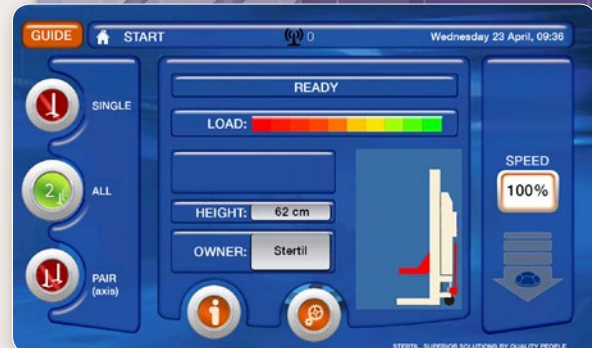 GUIDE START 0 Wednesday 23 April, 09:36
READY
LOAD:
SINGLE
2 ALL
PAIR
(axis)
HEIGHT: 62 cm
OWNER: Stertil
SPEED
100%
STERTIL. SUPERIOR SOLUTIONS BY QUALITY PEOPLE